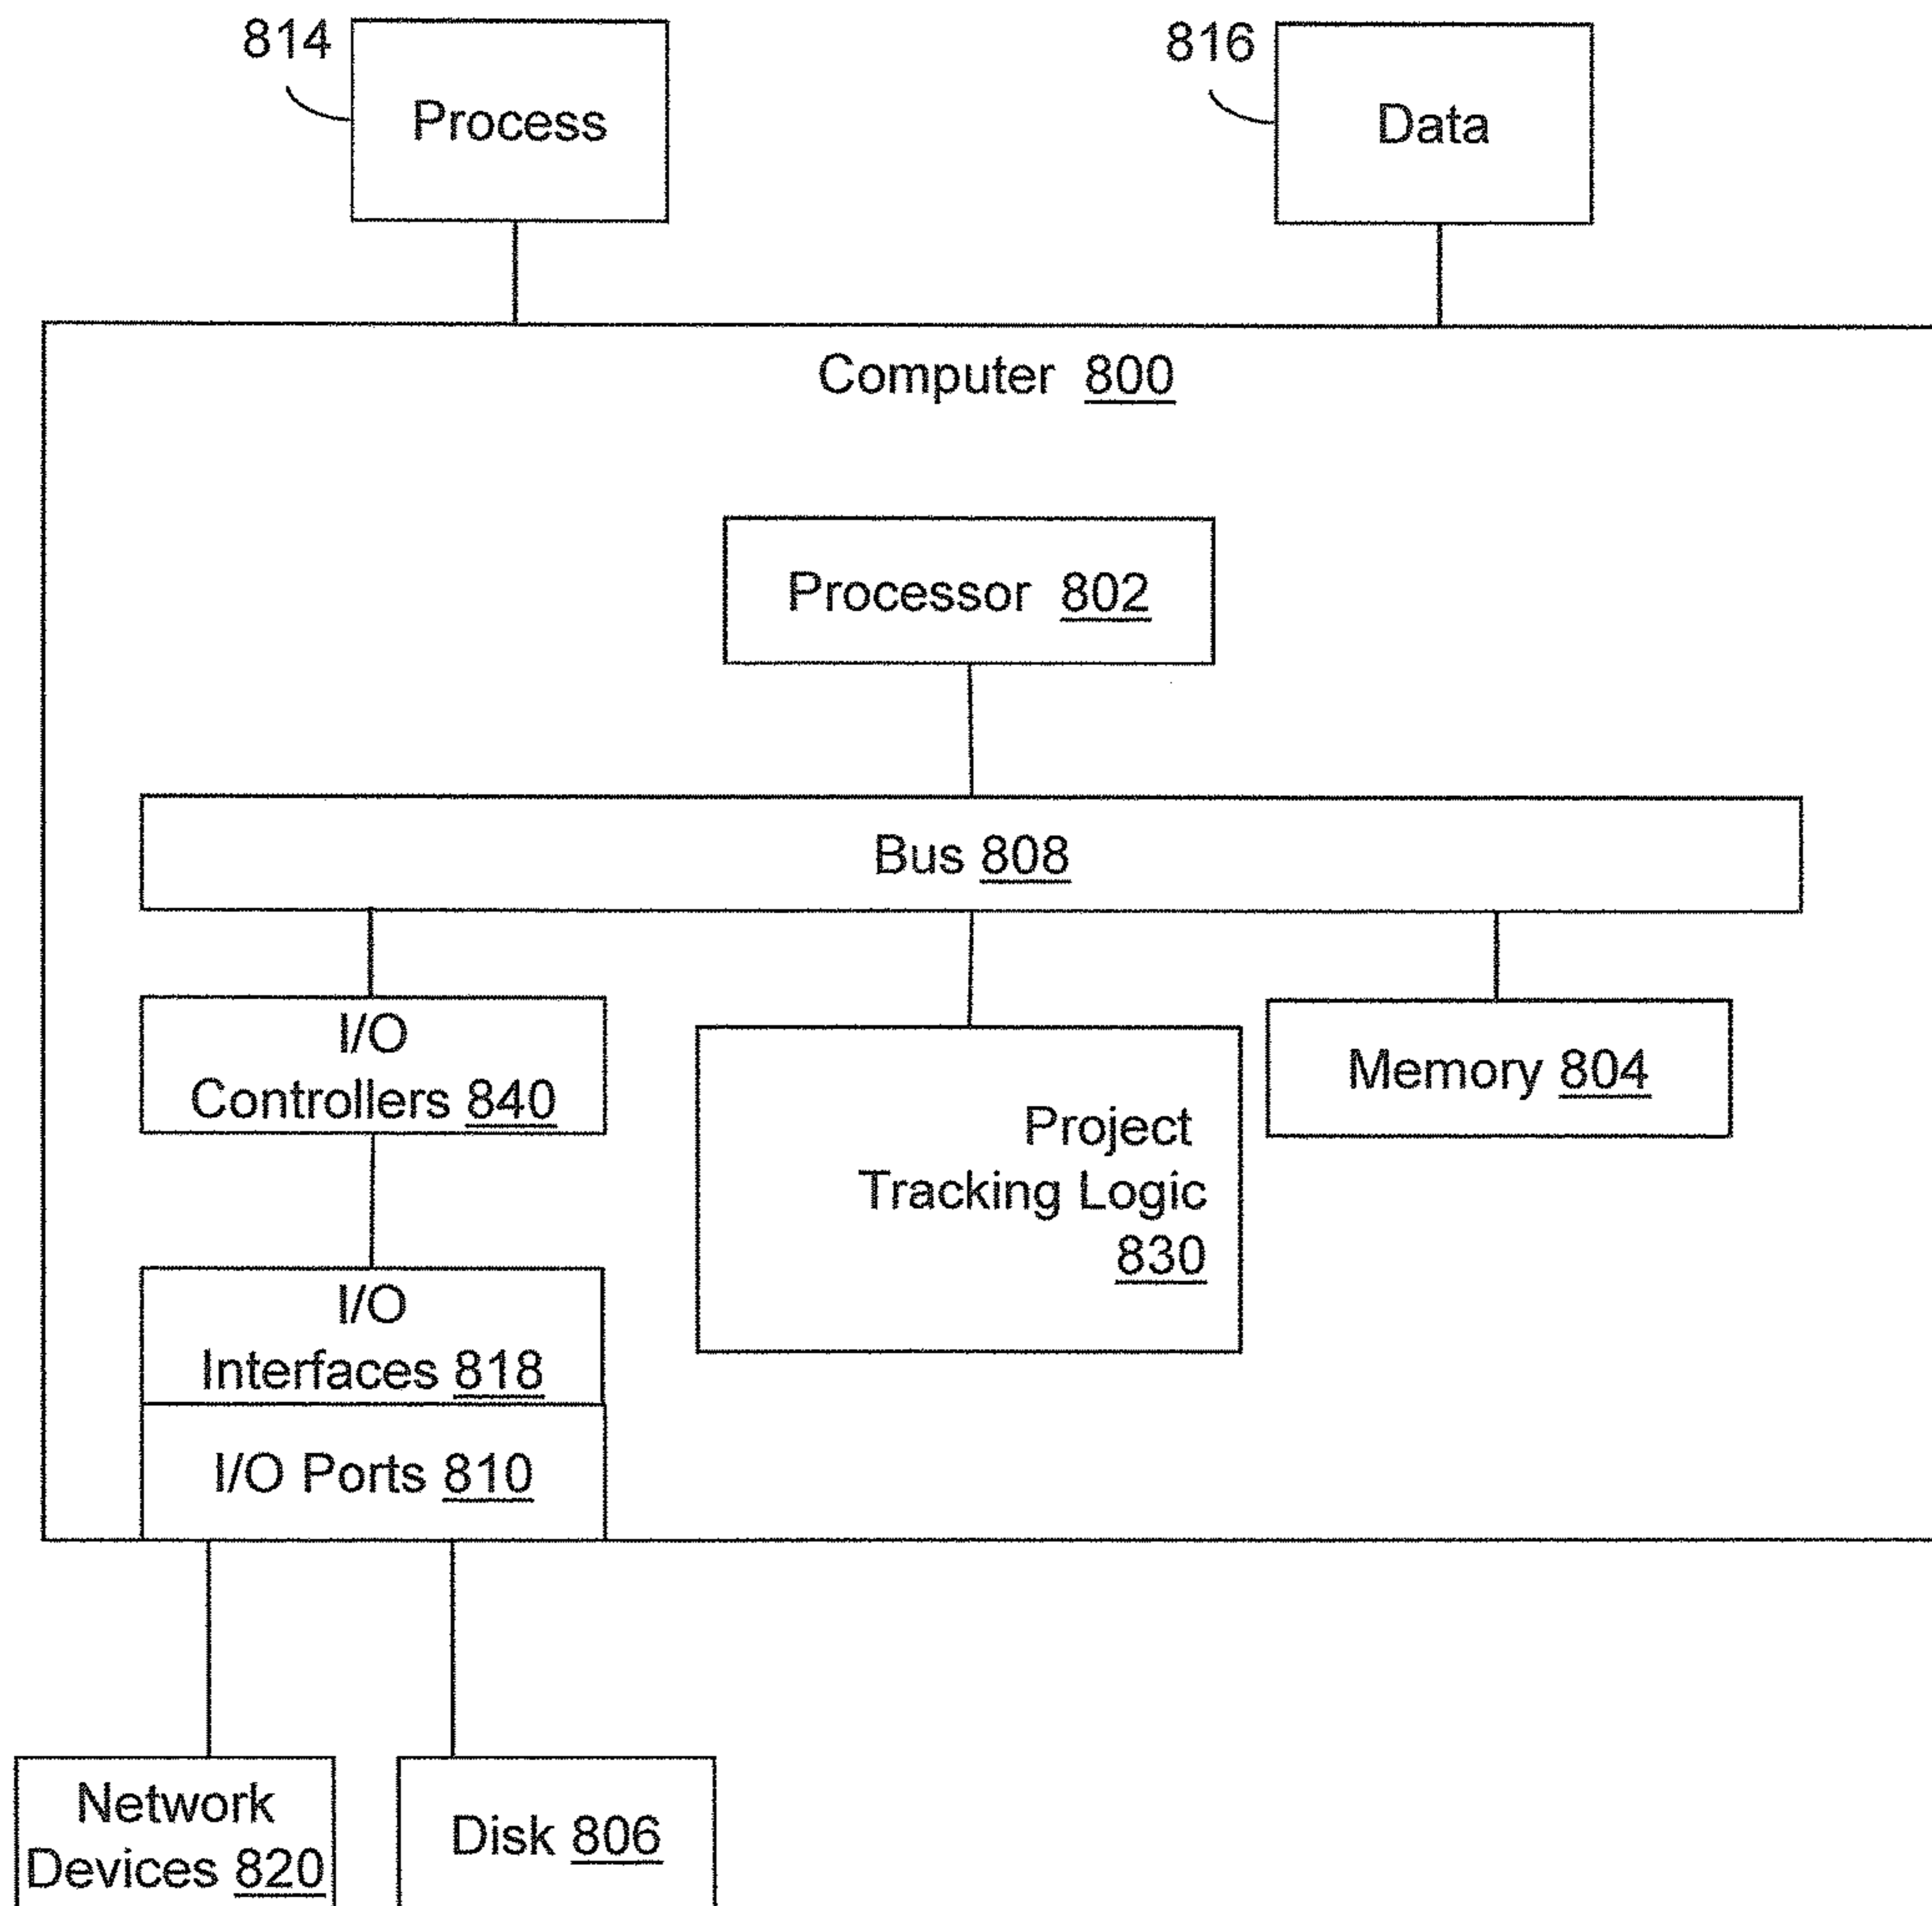 814
Process
816
Data
Computer 800
Processor 802
Bus 808
I/O
Controllers 840
Project
Tracking Logic
830
Memory 804
I/O
Interfaces 818
I/O Ports 810
Network
Devices 820
Disk 806